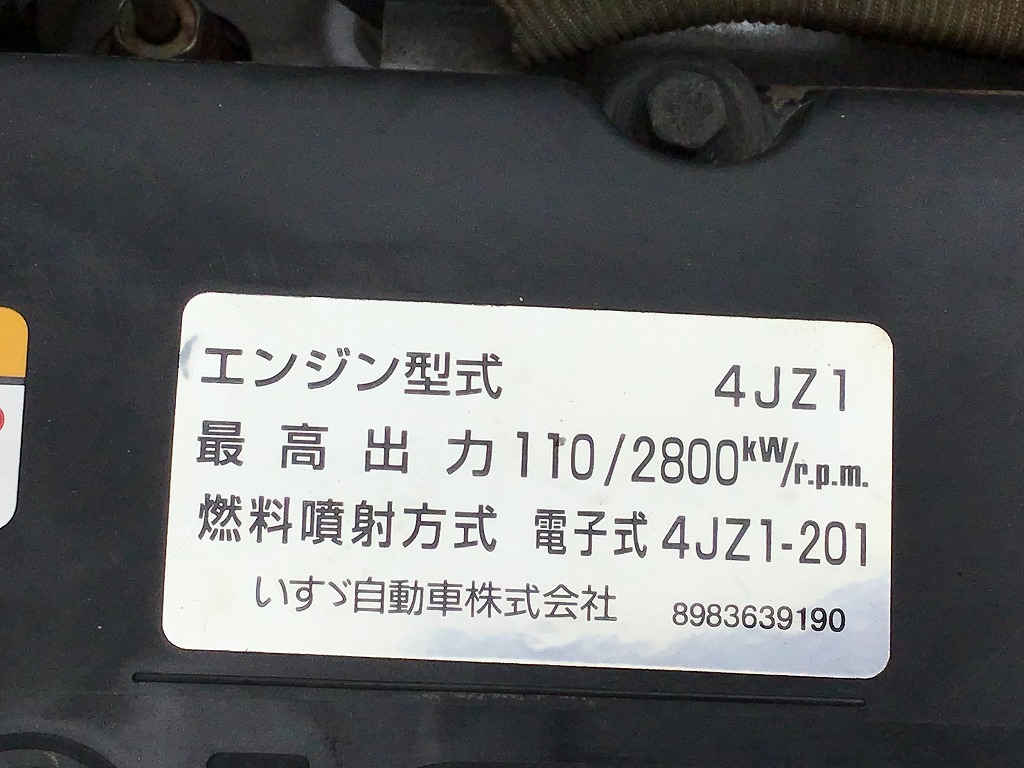 エンジン型式 4JZ1
最高出力 110/2800kW/r.p.m.
燃料噴射方式 電子式 4JZ1-201
いすゞ自動車株式会社 8983639190